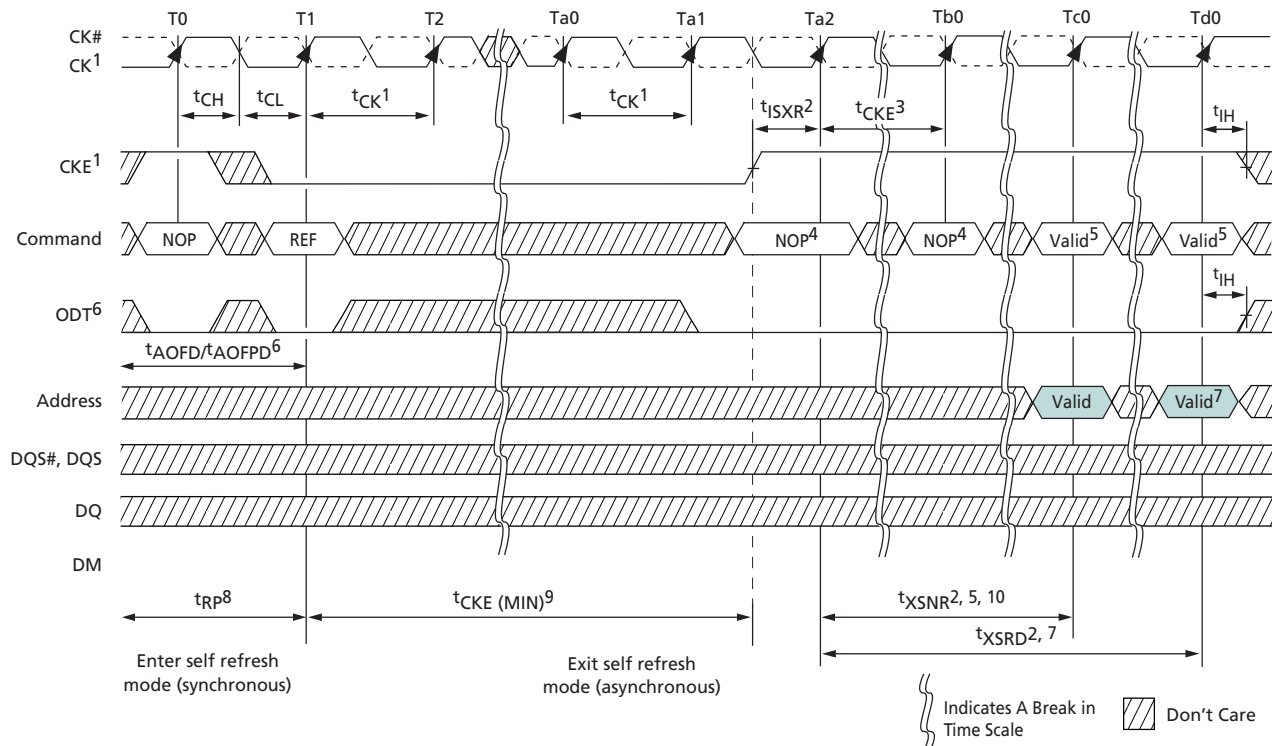 T0 T1 T2 Ta0 Ta1 Ta2 Tb0 Tc0 Td0
CK#
CK1
tCH tCL tCK1 tCK1 tISXR2 tCKE3 tIH
CKE1
Command NOP REF NOP4 NOP4 Valid5 Valid5
tIH
ODT6
tAOFD/tAOFPD6
Address Valid Valid7
DQS#, DQS
DQ
DM
tRP8 tCKE (MIN)9 tXSNR2, 5, 10
tXSRD2, 7
Enter self refresh
mode (synchronous)
Exit self refresh
mode (asynchronous)
Indicates A Break in
Time Scale
Don't Care